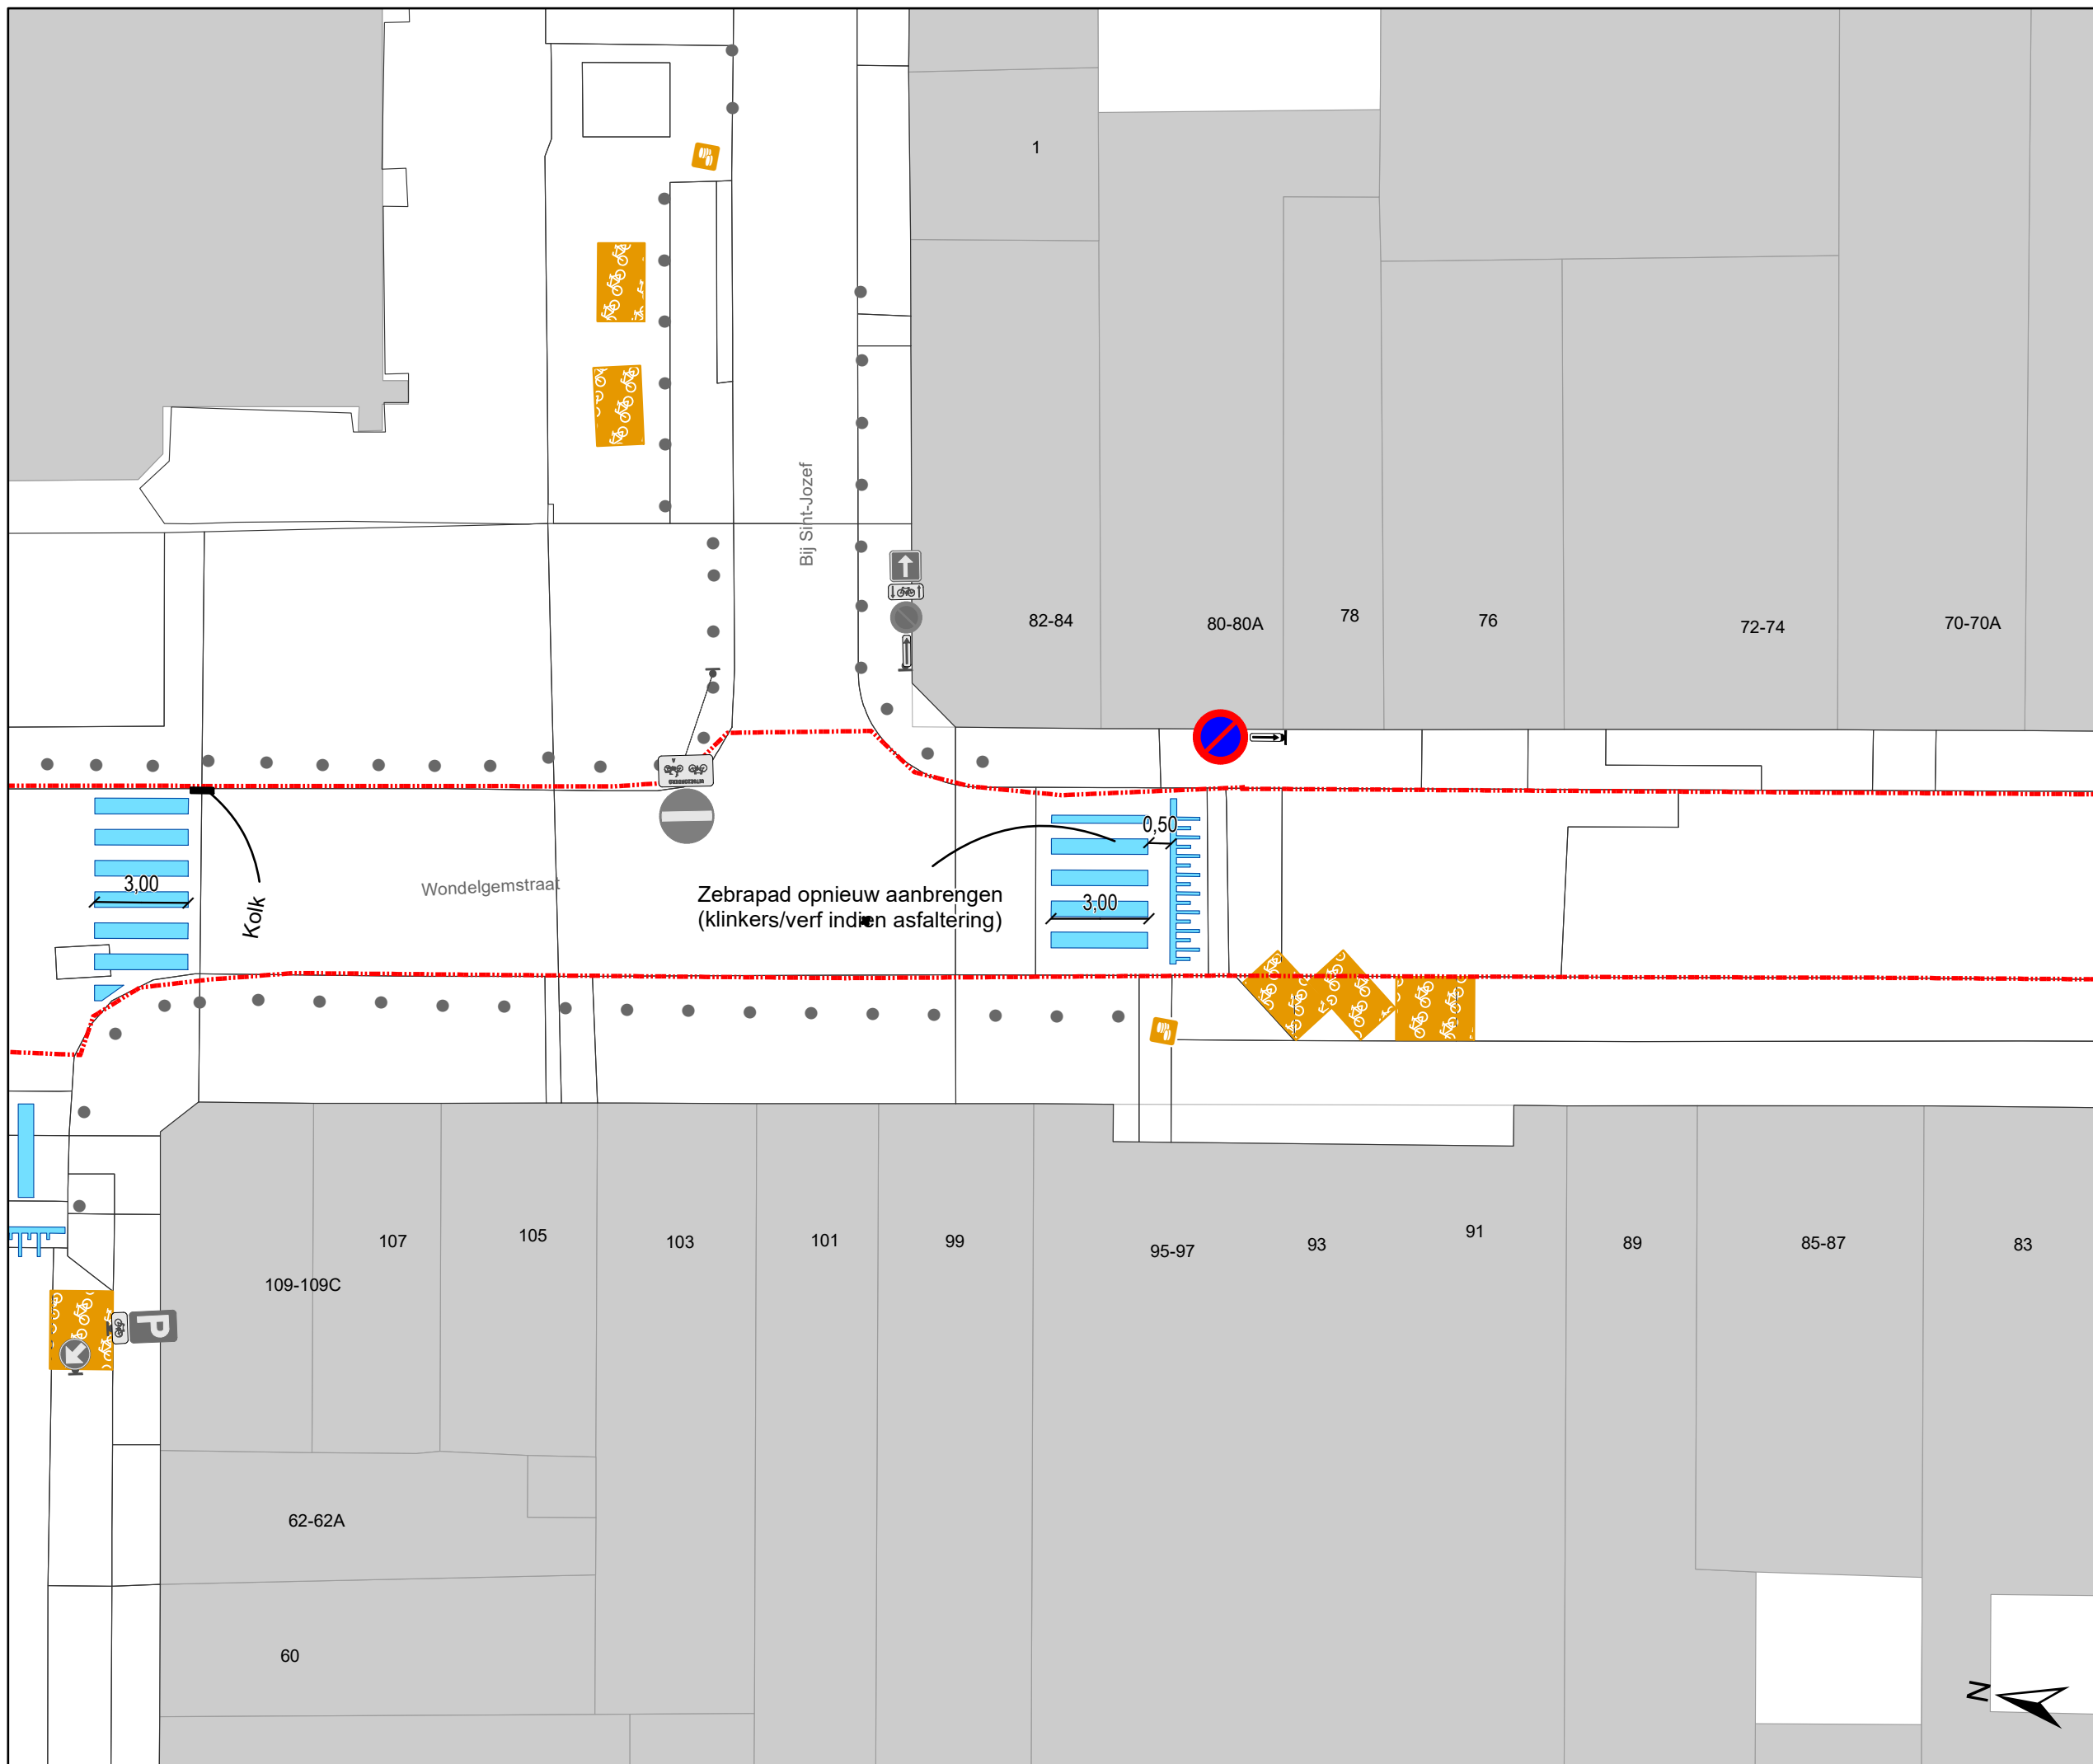 1
Bij Sint-Jozef
82-84
80-80A
78
76
72-74
70-70A
UITGEZONDERD
0,50
3,00
Kolk
Wondelgemstraat
Zebrapad opnieuw aanbrengen
(klinkers/verf indien asfaltering)
3,00
107
105
103
101
99
95-97
93
91
89
85-87
83
109-109C
P
62-62A
60
N